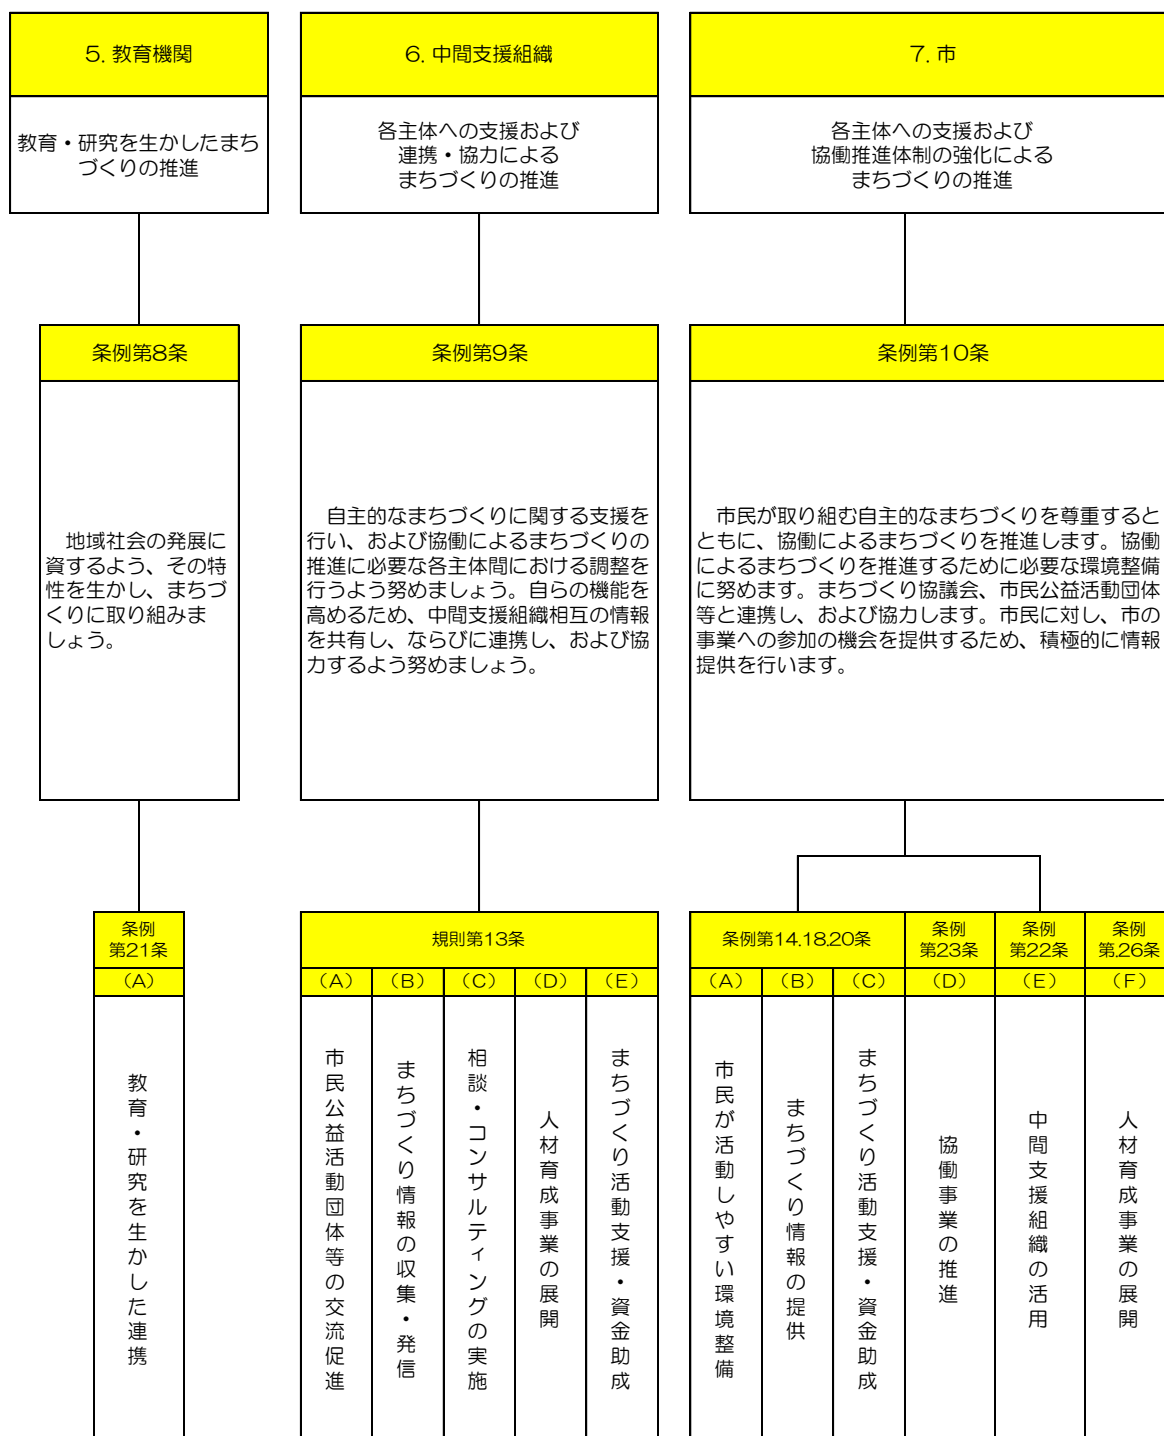 5. 教育機関
教育・研究を生かしたまち
づくりの推進
条例第8条
　地域社会の発展に
資するよう、その特
性を生かし、まちづ
くりに取り組みま
しょう。
条例
第21条
（A）
教育・研究を生かした連携
6. 中間支援組織
各主体への支援および
連携・協力による
まちづくりの推進
条例第9条
　自主的なまちづくりに関する支援を
行い、および協働によるまちづくりの
推進に必要な各主体間における調整を
行うよう努めましょう。自らの機能を
高めるため、中間支援組織相互の情報
を共有し、ならびに連携し、および協
力するよう努めましょう。
規則第13条
（A）
市民公益活動団体等の交流促進
（B）
まちづくり情報の収集・発信
（C）
相談・コンサルティングの実施
（D）
人材育成事業の展開
（E）
まちづくり活動支援・資金助成
7. 市
各主体への支援および
協働推進体制の強化による
まちづくりの推進
条例第10条
　市民が取り組む自主的なまちづくりを尊重すると
ともに、協働によるまちづくりを推進します。協働
によるまちづくりを推進するために必要な環境整備
に努めます。まちづくり協議会、市民公益活動団体
等と連携し、および協力します。市民に対し、市の
事業への参加の機会を提供するため、積極的に情報
提供を行います。
条例第14.18.20条
（A）
市民が活動しやすい環境整備
（B）
まちづくり情報の提供
（C）
まちづくり活動支援・資金助成
条例
第23条
（D）
協働事業の推進
条例
第22条
（E）
中間支援組織の活用
条例
第.26条
（F）
人材育成事業の展開